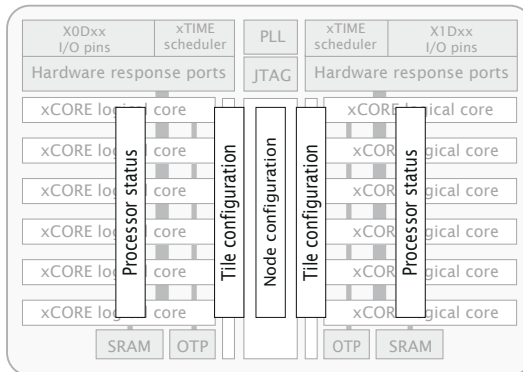 X0Dxx
I/O pins
xTIME
scheduler
PLL
xTIME
scheduler
X1Dxx
I/O pins
Hardware response ports
JTAG
Hardware response ports
xCORE logical core
xCORE logical core
xCORE logical core
xCORE logical core
xCORE logical core
xCORE logical core
xCORE logical core
xCORE logical core
xCORE logical core
xCORE logical core
xCORE logical core
xCORE logical core
Processor status
Tile configuration
Node configuration
Tile configuration
Processor status
SRAM
OTP
OTP
SRAM